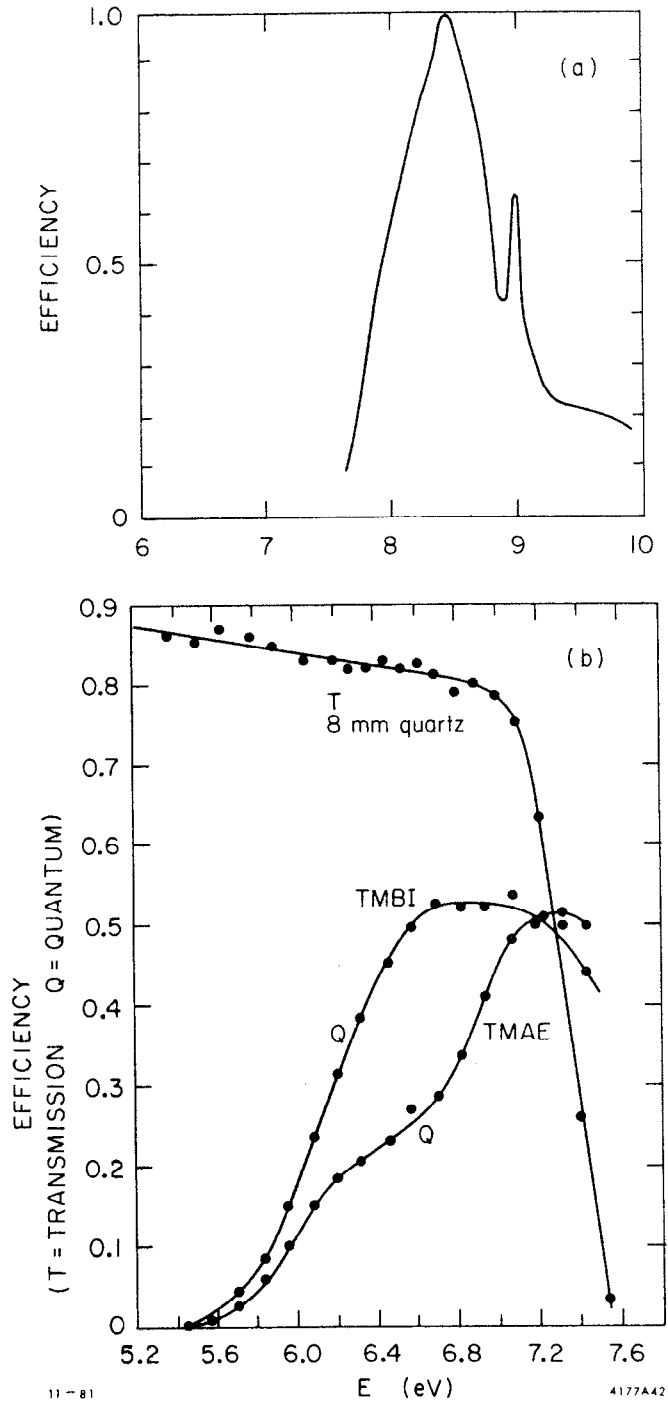 1.0
(a)
EFFICIENCY
0.5
0
6 7 8 9 10
0.9
(b)
0.8
T
8 mm quartz
0.7
0.6
TMBI
0.5
TMAE
0.4
Q
0.3
Q
0.2
0.1
0
EFFICIENCY
(T = TRANSMISSION Q = QUANTUM)
5.2 5.6 6.0 6.4 6.8 7.2 7.6
E (eV)
11-81
4177A42